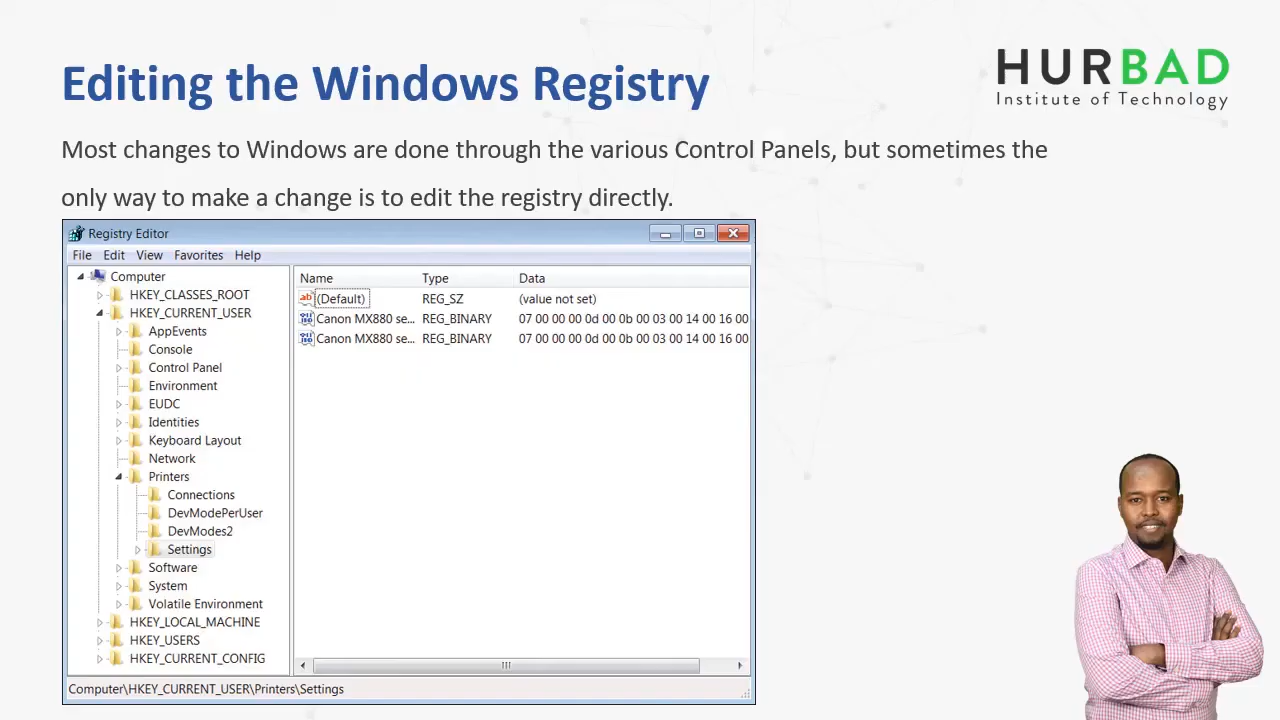 HURBAD
Institute of Technology
Editing the Windows Registry
Most changes to Windows are done through the various Control Panels, but sometimes the
only way to make a change is to edit the registry directly.
Registry Editor
File Edit View Favorites Help
Computer
HKEY_CLASSES_ROOT
HKEY_CURRENT_USER
AppEvents
Console
Control Panel
Environment
EUDC
Identities
Keyboard Layout
Network
Printers
Connections
DevModePerUser
DevModes2
Settings
Software
System
Volatile Environment
HKEY_LOCAL_MACHINE
HKEY_USERS
HKEY_CURRENT_CONFIG
Name Type Data
(Default) REG_SZ (value not set)
Canon MX880 se... REG_BINARY 07 00 00 00 0d 00 0b 00 03 00 14 00 16 00
Canon MX880 se... REG_BINARY 07 00 00 00 0d 00 0b 00 03 00 14 00 16 00
Computer\HKEY_CURRENT_USER\Printers\Settings